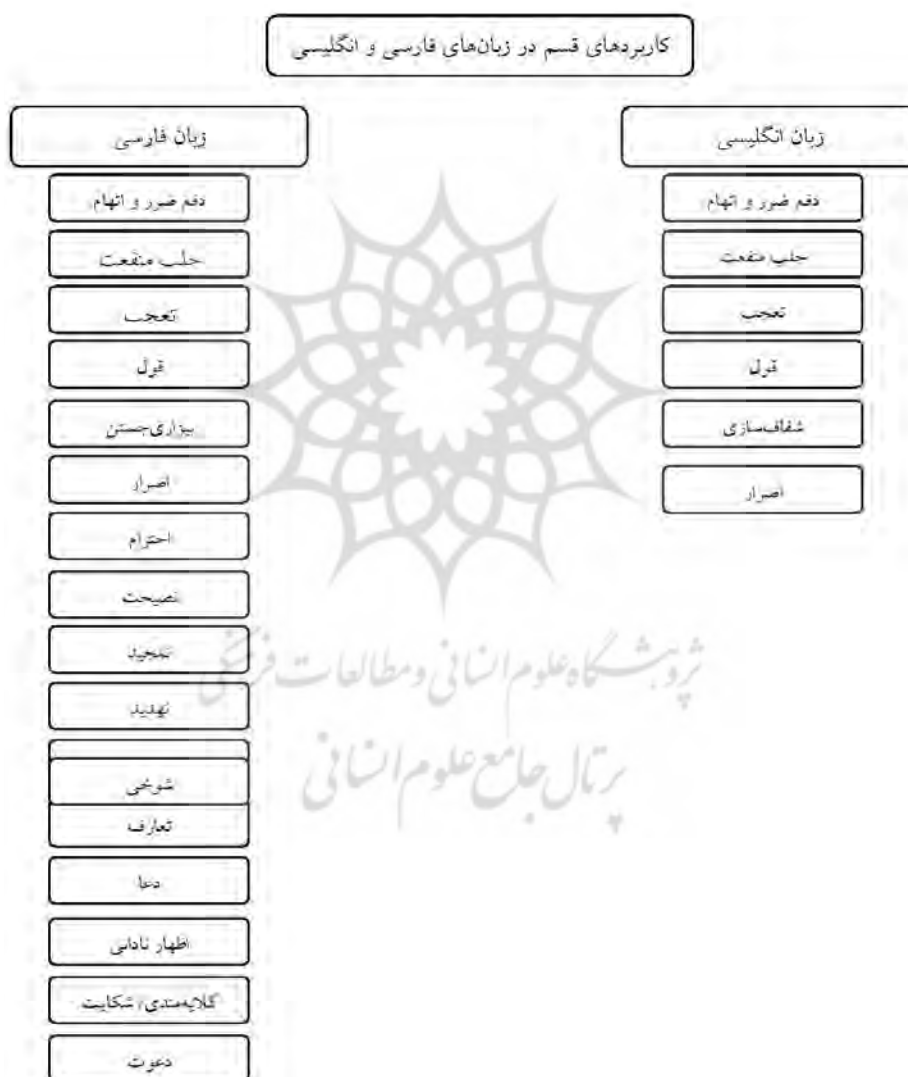 کاربردهای قسم در زبان‌های فارسی و انگلیسی
زبان انگلیسی
دفع ضرر و اتهام
جلب منفعت
تعجب
قول
شفاف‌سازی
اصرار
زبان فارسی
دفع ضرر و اتهام
جلب منفعت
تعجب
قول
بیزاری‌جستن
اصرار
احترام
نصیحت
تمجید
تهدید
شوخی
تعارف
دعا
اظهار نادانی
گلایه‌مندی/ شکایت
دعوت
پژوهشگاه علوم انسانی و مطالعات فرهنگی
پرتال جامع علوم انسانی